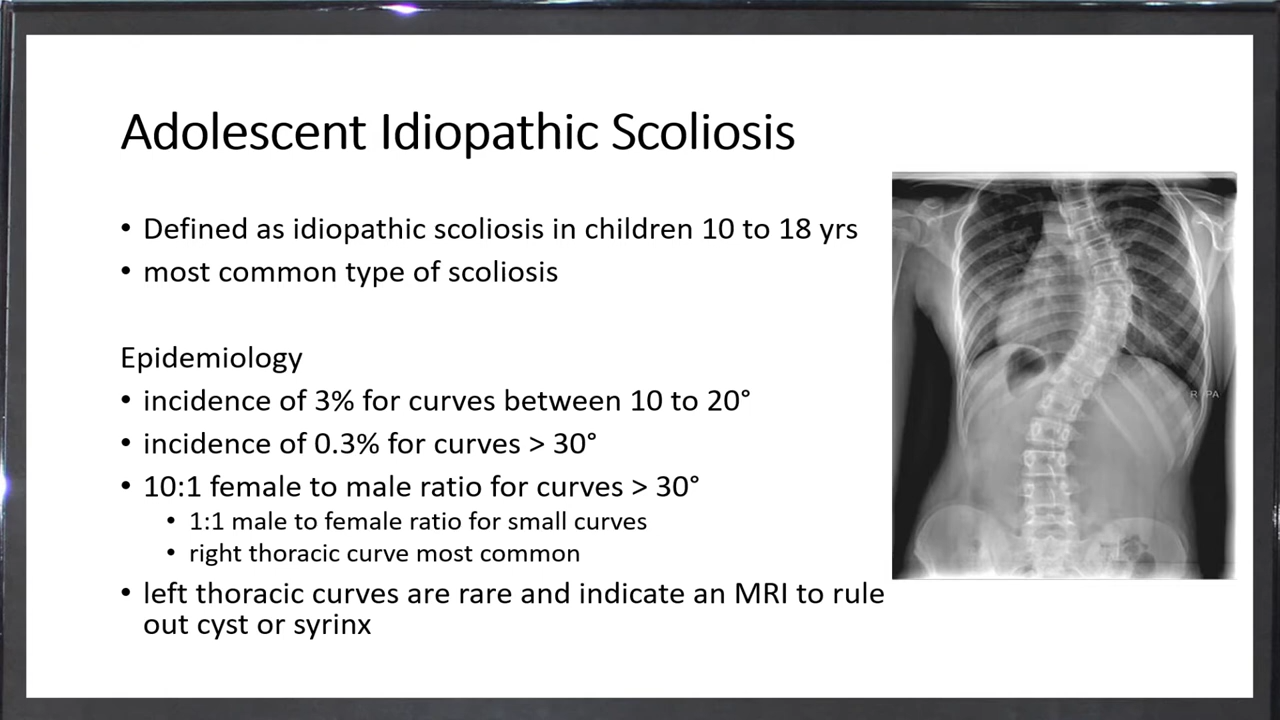 Adolescent Idiopathic Scoliosis
• Defined as idiopathic scoliosis in children 10 to 18 yrs
• most common type of scoliosis
Epidemiology
• incidence of 3% for curves between 10 to 20°
• incidence of 0.3% for curves > 30°
• 10:1 female to male ratio for curves > 30°
• 1:1 male to female ratio for small curves
• right thoracic curve most common
• left thoracic curves are rare and indicate an MRI to rule
out cyst or syrinx